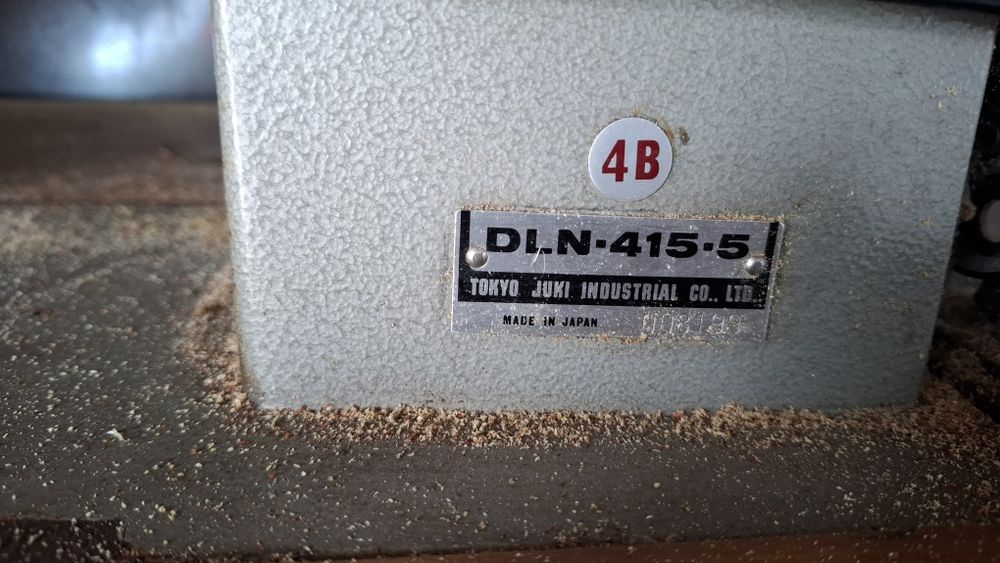 4B
DLN-415-5
TOKYO JUKI INDUSTRIAL CO., LTD.
MADE IN JAPAN